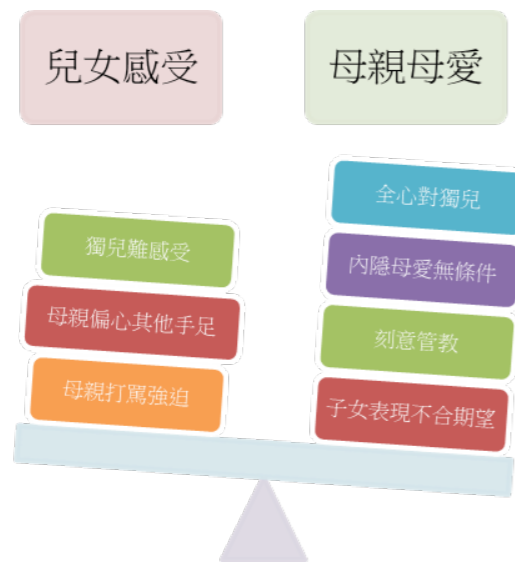 兒女感受
母親母愛
獨兒難感受
母親偏心其他手足
母親打罵強迫
全心對獨兒
內隱母愛無條件
刻意管教
子女表現不合期望